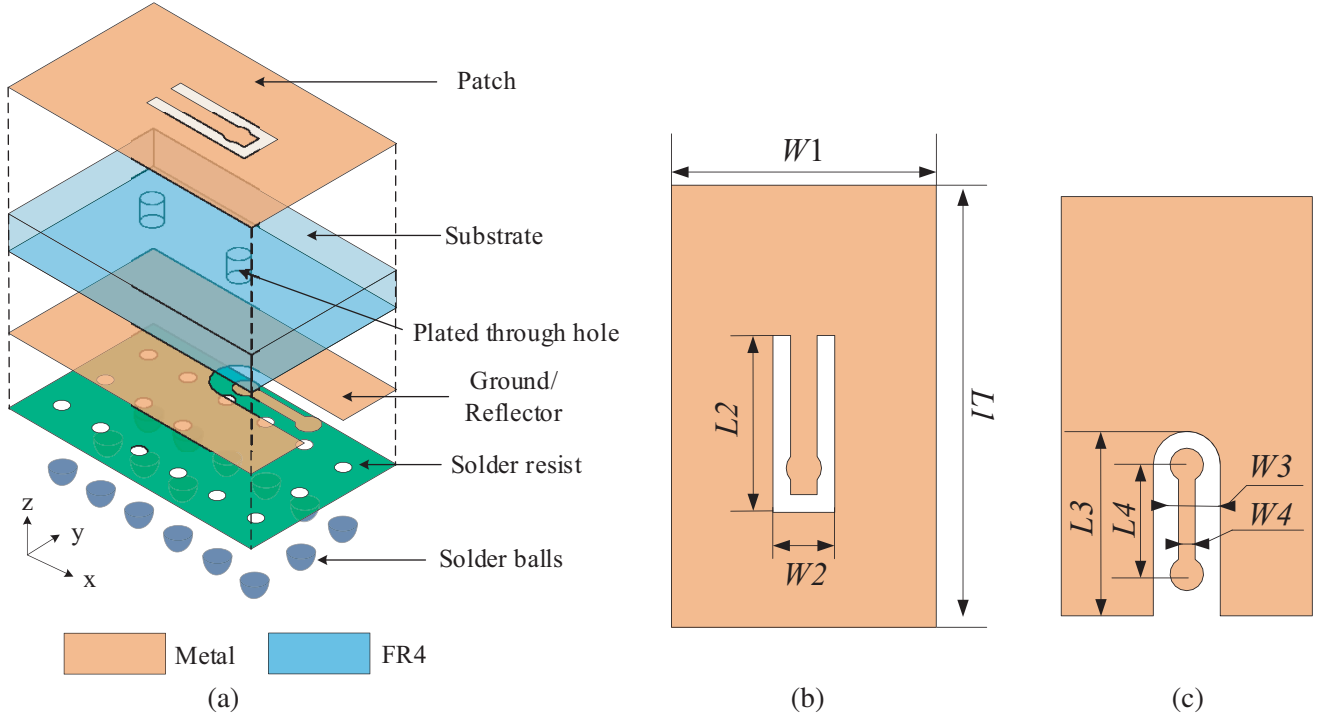 Patch
Substrate
Plated through hole
Ground/
Reflector
Solder resist
Solder balls
z
y
x
Metal
FR4
(a)
W1
L1
L2
W2
(b)
L3
L4
W3
W4
(c)